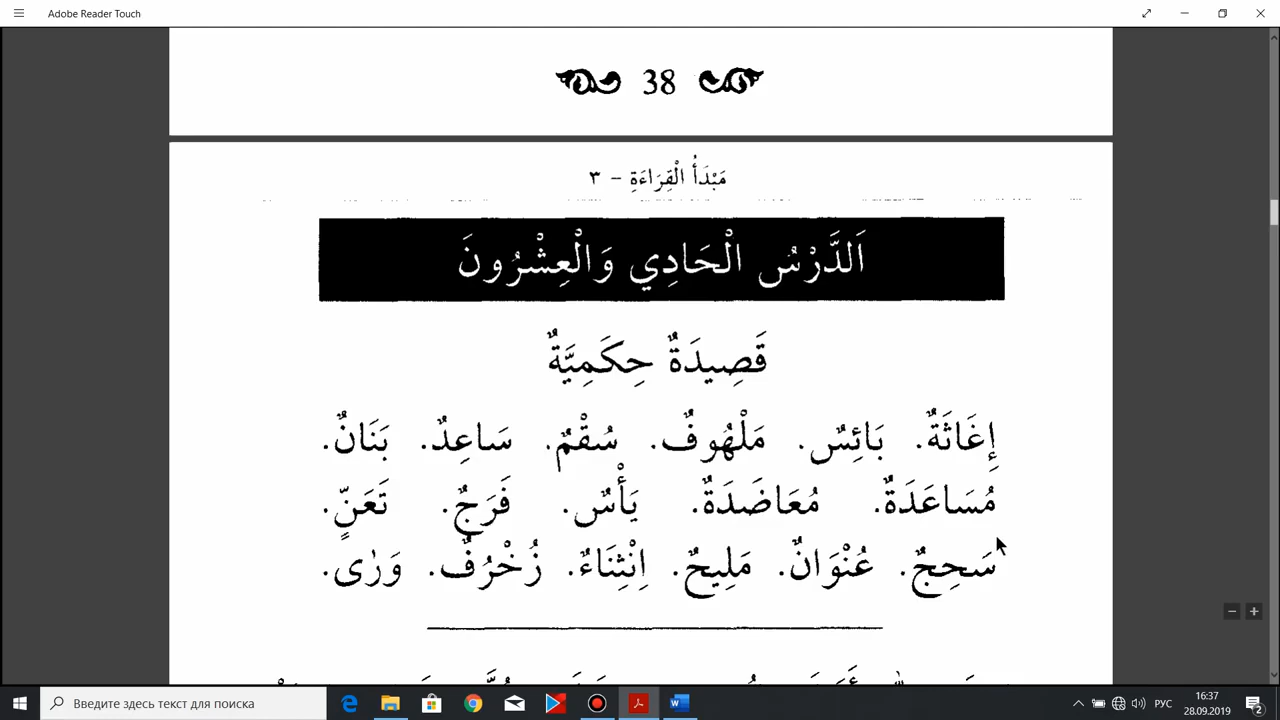 Adobe Reader Touch
38
مَبْدَأُ الْقِرَاءَةِ – ٣
اَلدَّرْسُ الْحَادِي وَالْعِشْرُونَ
قَصِيدَةٌ حِكَمِيَّةٌ
إِغَاثَةٌ. بَائِسٌ. مَلْهُوفٌ. سُقْمٌ. سَاعِدٌ. بَنَانٌ.
مُسَاعَدَةٌ. مُعَاضَدَةٌ. يَأْسٌ. فَرَجٌ. تَعَنٍّ.
سَحِجٌ. عُنْوَانٌ. مَلِيحٌ. اِنْثِنَاءٌ. زُخْرُفٌ. وَرٰى.
Введите здесь текст для поиска
РУС
16:37
28.09.2019
2